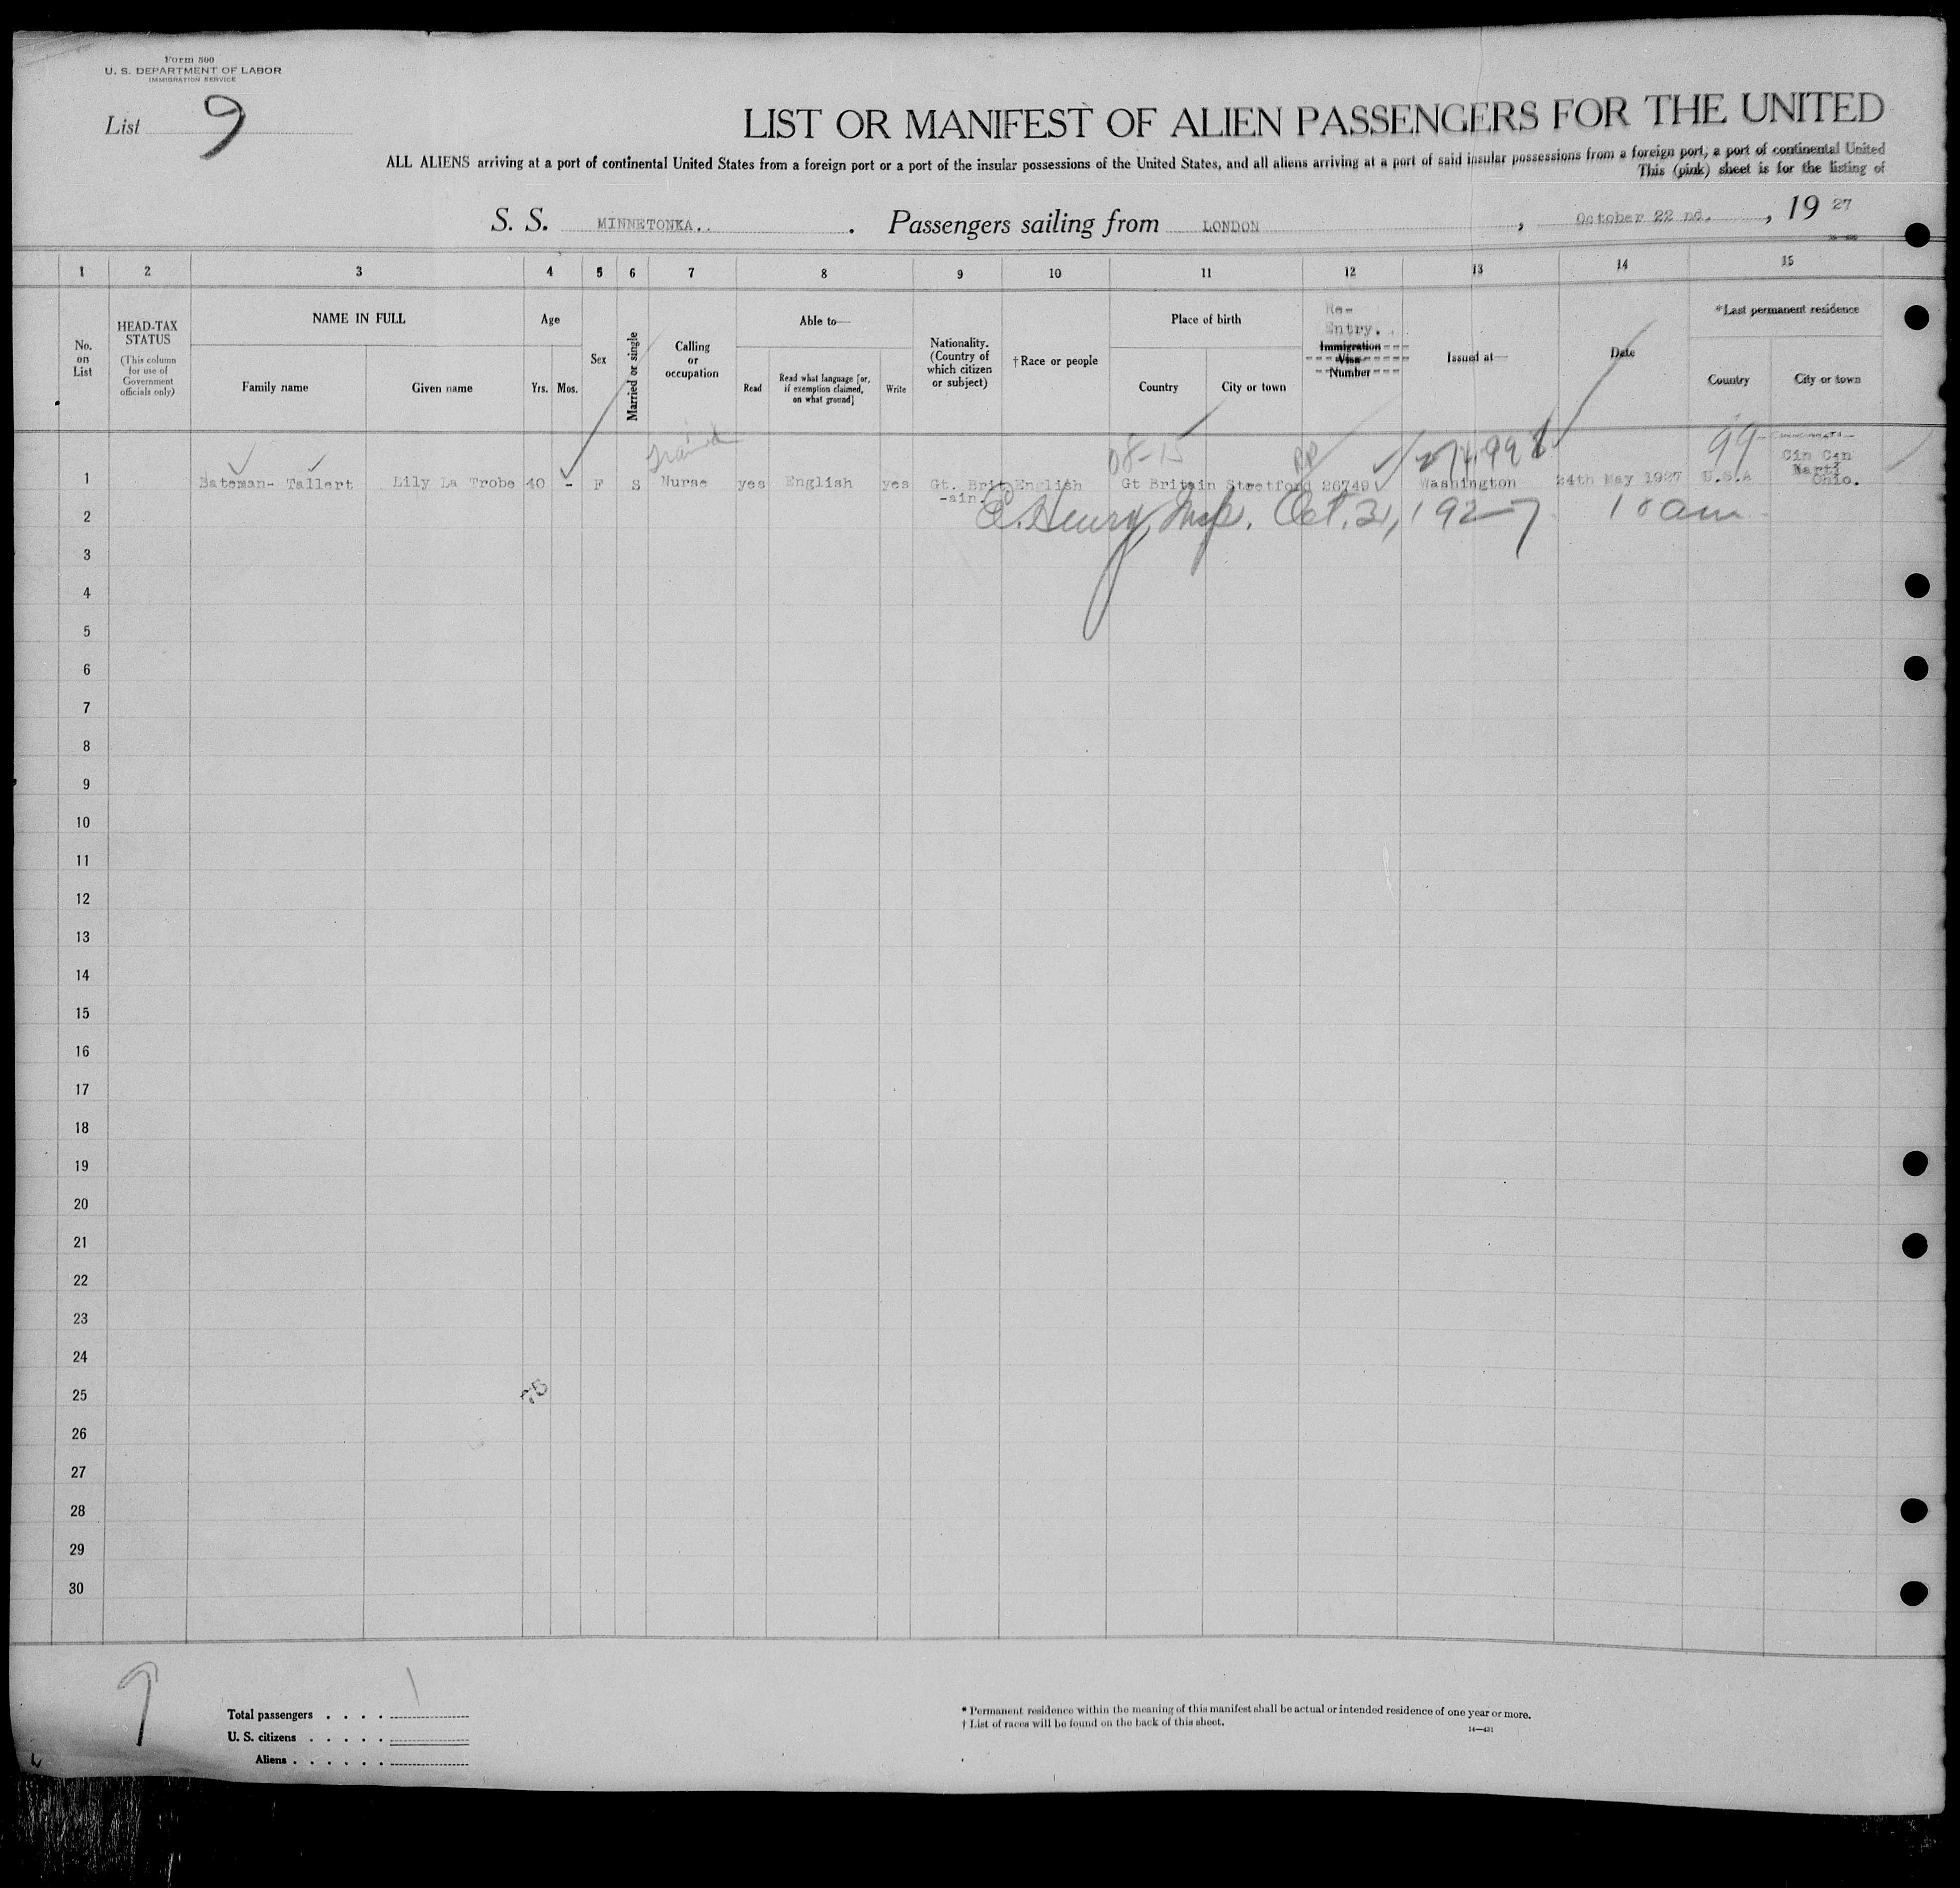 Form 500
U. S. DEPARTMENT OF LABOR
IMMIGRATION SERVICE
List 9
LIST OR MANIFEST OF ALIEN PASSENGERS FOR THE UNITED
ALL ALIENS arriving at a port of continental United States from a foreign port or a port of the insular possessions of the United States, and all aliens arriving at a port of said insular possessions from a foreign port, a port of continental United
This (pink) sheet is for the listing of
S. S. MINNETONKA.. . Passengers sailing from LONDON , October 22 nd. , 19 27
1 2 3 4 5 6 7 8 9 10 11 12 13 14 15
No. on List
HEAD-TAX STATUS
(This column for use of Government officials only)
NAME IN FULL
Family name Given name
Age
Yrs. Mos.
Sex
Married or single
Calling or occupation
Able to—
Read
Read what language [or, if exemption claimed, on what ground]
Write
Nationality. (Country of which citizen or subject)
†Race or people
Place of birth
Country City or town
Re-Entry.
Immigration Visa Number
Issued at—
Date
*Last permanent residence
Country City or town
08-15 99
1 Bateman- Tallert Lily La Trobe 40 - F S Nurse yes English yes Gt. Brit -ain. English Gt Britain Stretford 26749 Washington 24th May 1927 U.S.A Cin Cin Narti Ohio.
2 Henry Insp. Oct. 31, 1927 10 am
3
4
5
6
7
8
9
10
11
12
13
14
15
16
17
18
19
20
21
22
23
24
25
26
27
28
29
30
9
Total passengers . . . . 1
U. S. citizens . . . . .
Aliens . . . . . .
* Permanent residence within the meaning of this manifest shall be actual or intended residence of one year or more.
† List of races will be found on the back of this sheet.
14—431